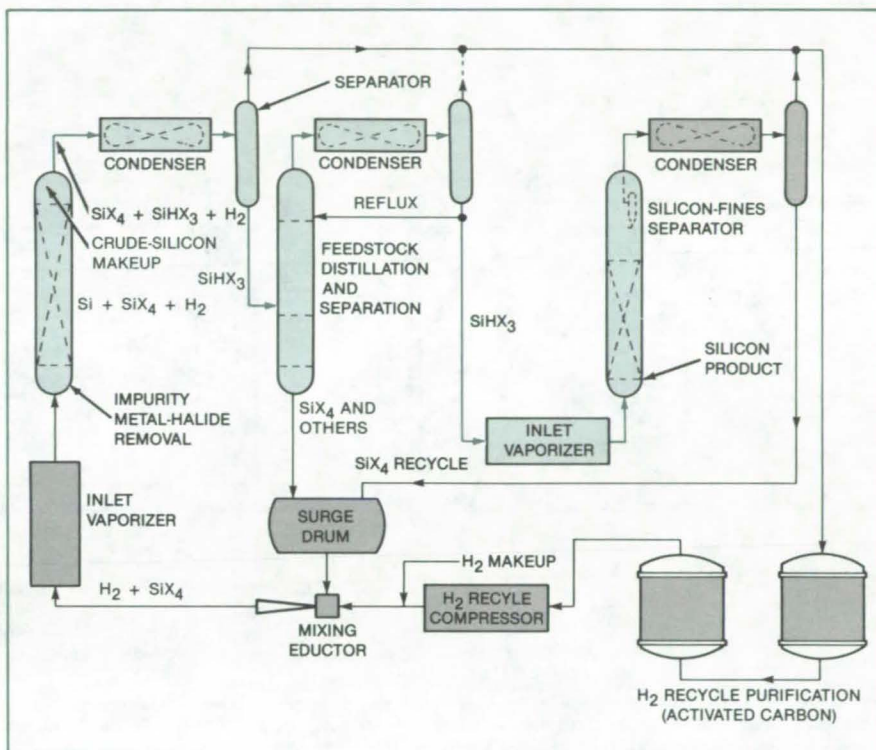 SEPARATOR
CONDENSER
CONDENSER
CONDENSER
SiX4 + SiHX3 + H2
CRUDE-SILICON
MAKEUP
REFLUX
SILICON-FINES
SEPARATOR
SiHX3
FEEDSTOCK
DISTILLATION
AND
SEPARATION
Si + SiX4 + H2
SiHX3
SILICON
PRODUCT
IMPURITY
METAL-HALIDE
REMOVAL
SiX4 AND
OTHERS
INLET
VAPORIZER
SiX4 RECYCLE
INLET
VAPORIZER
SURGE
DRUM
H2 MAKEUP
H2 + SiX4
H2 RECYLE
COMPRESSOR
MIXING
EDUCTOR
H2 RECYCLE PURIFICATION
(ACTIVATED CARBON)